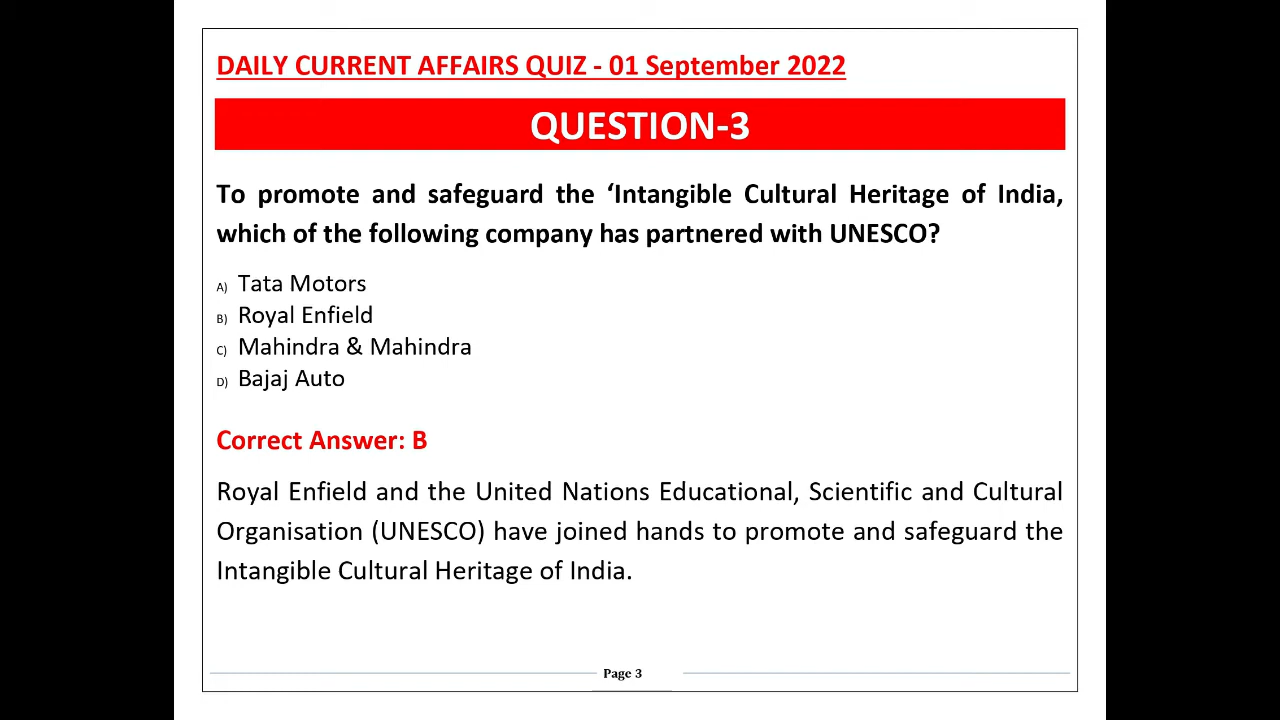 DAILY CURRENT AFFAIRS QUIZ - 01 September 2022
QUESTION-3
To promote and safeguard the ‘Intangible Cultural Heritage of India,
which of the following company has partnered with UNESCO?
A) Tata Motors
B) Royal Enfield
C) Mahindra & Mahindra
D) Bajaj Auto
Correct Answer: B
Royal Enfield and the United Nations Educational, Scientific and Cultural
Organisation (UNESCO) have joined hands to promote and safeguard the
Intangible Cultural Heritage of India.
Page 3